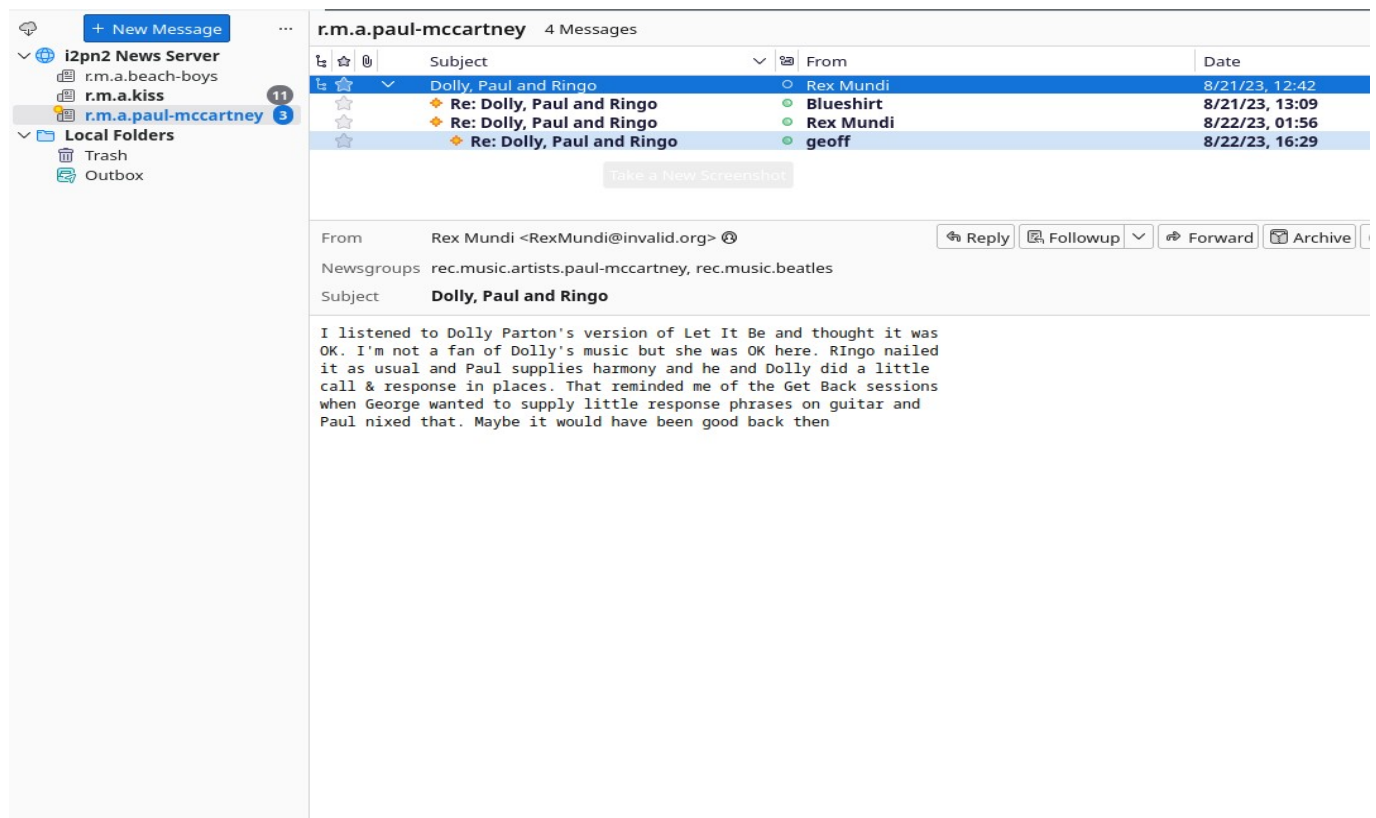 + New Message
r.m.a.paul-mccartney 4 Messages
i2pn2 News Server
r.m.a.beach-boys
r.m.a.kiss 11
r.m.a.paul-mccartney 3
Local Folders
Trash
Outbox
Subject From Date
Dolly, Paul and Ringo Rex Mundi 8/21/23, 12:42
Re: Dolly, Paul and Ringo Blueshirt 8/21/23, 13:09
Re: Dolly, Paul and Ringo Rex Mundi 8/22/23, 01:56
Re: Dolly, Paul and Ringo geoff 8/22/23, 16:29
Take a New Screenshot
From Rex Mundi <RexMundi@invalid.org> Reply Followup Forward Archive
Newsgroups rec.music.artists.paul-mccartney, rec.music.beatles
Subject Dolly, Paul and Ringo
I listened to Dolly Parton's version of Let It Be and thought it was
OK. I'm not a fan of Dolly's music but she was OK here. RIngo nailed
it as usual and Paul supplies harmony and he and Dolly did a little
call & response in places. That reminded me of the Get Back sessions
when George wanted to supply little response phrases on guitar and
Paul nixed that. Maybe it would have been good back then